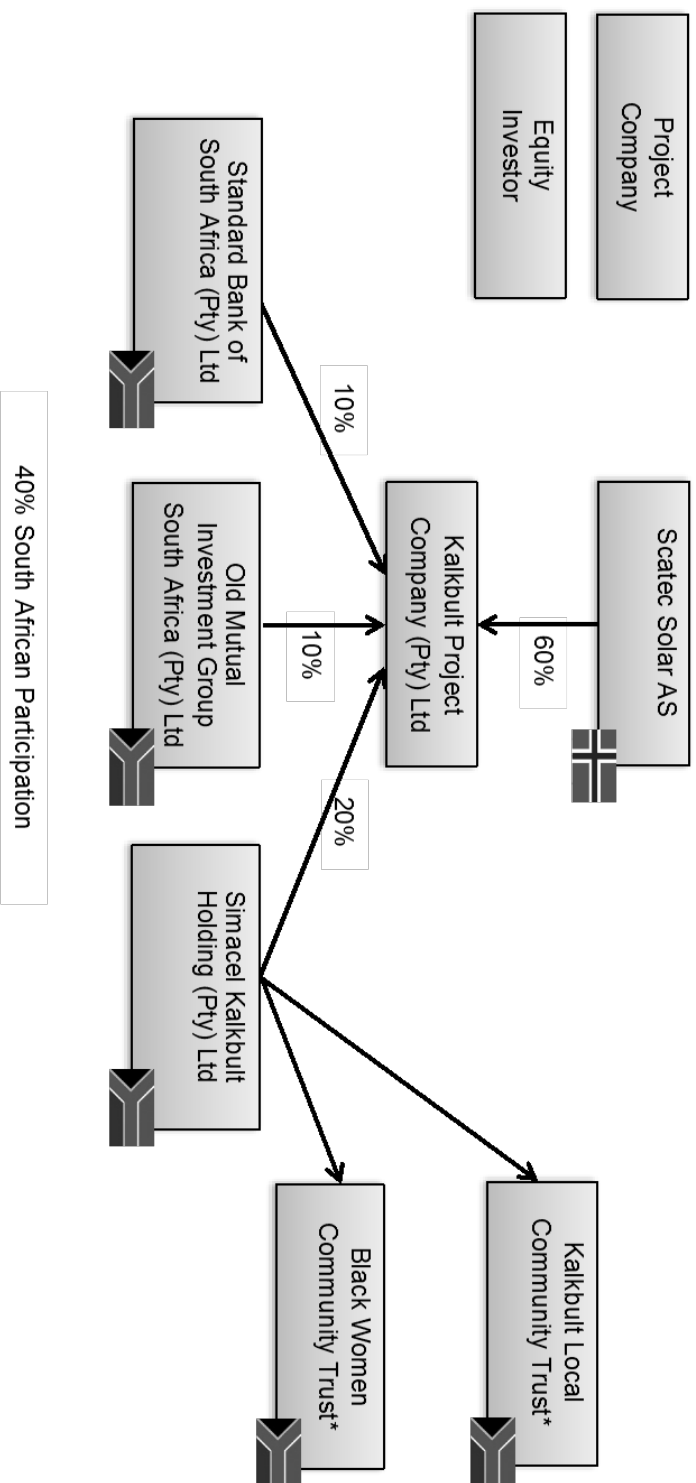 Project
Company
Equity
Investor
Scatec Solar AS
60%
Kalkbult Project
Company (Pty) Ltd
10%
10%
20%
Standard Bank of
South Africa (Pty) Ltd
Old Mutual
Investment Group
South Africa (Pty) Ltd
Simacel Kalkbult
Holding (Pty) Ltd
Kalkbult Local
Community Trust*
Black Women
Community Trust*
40% South African Participation